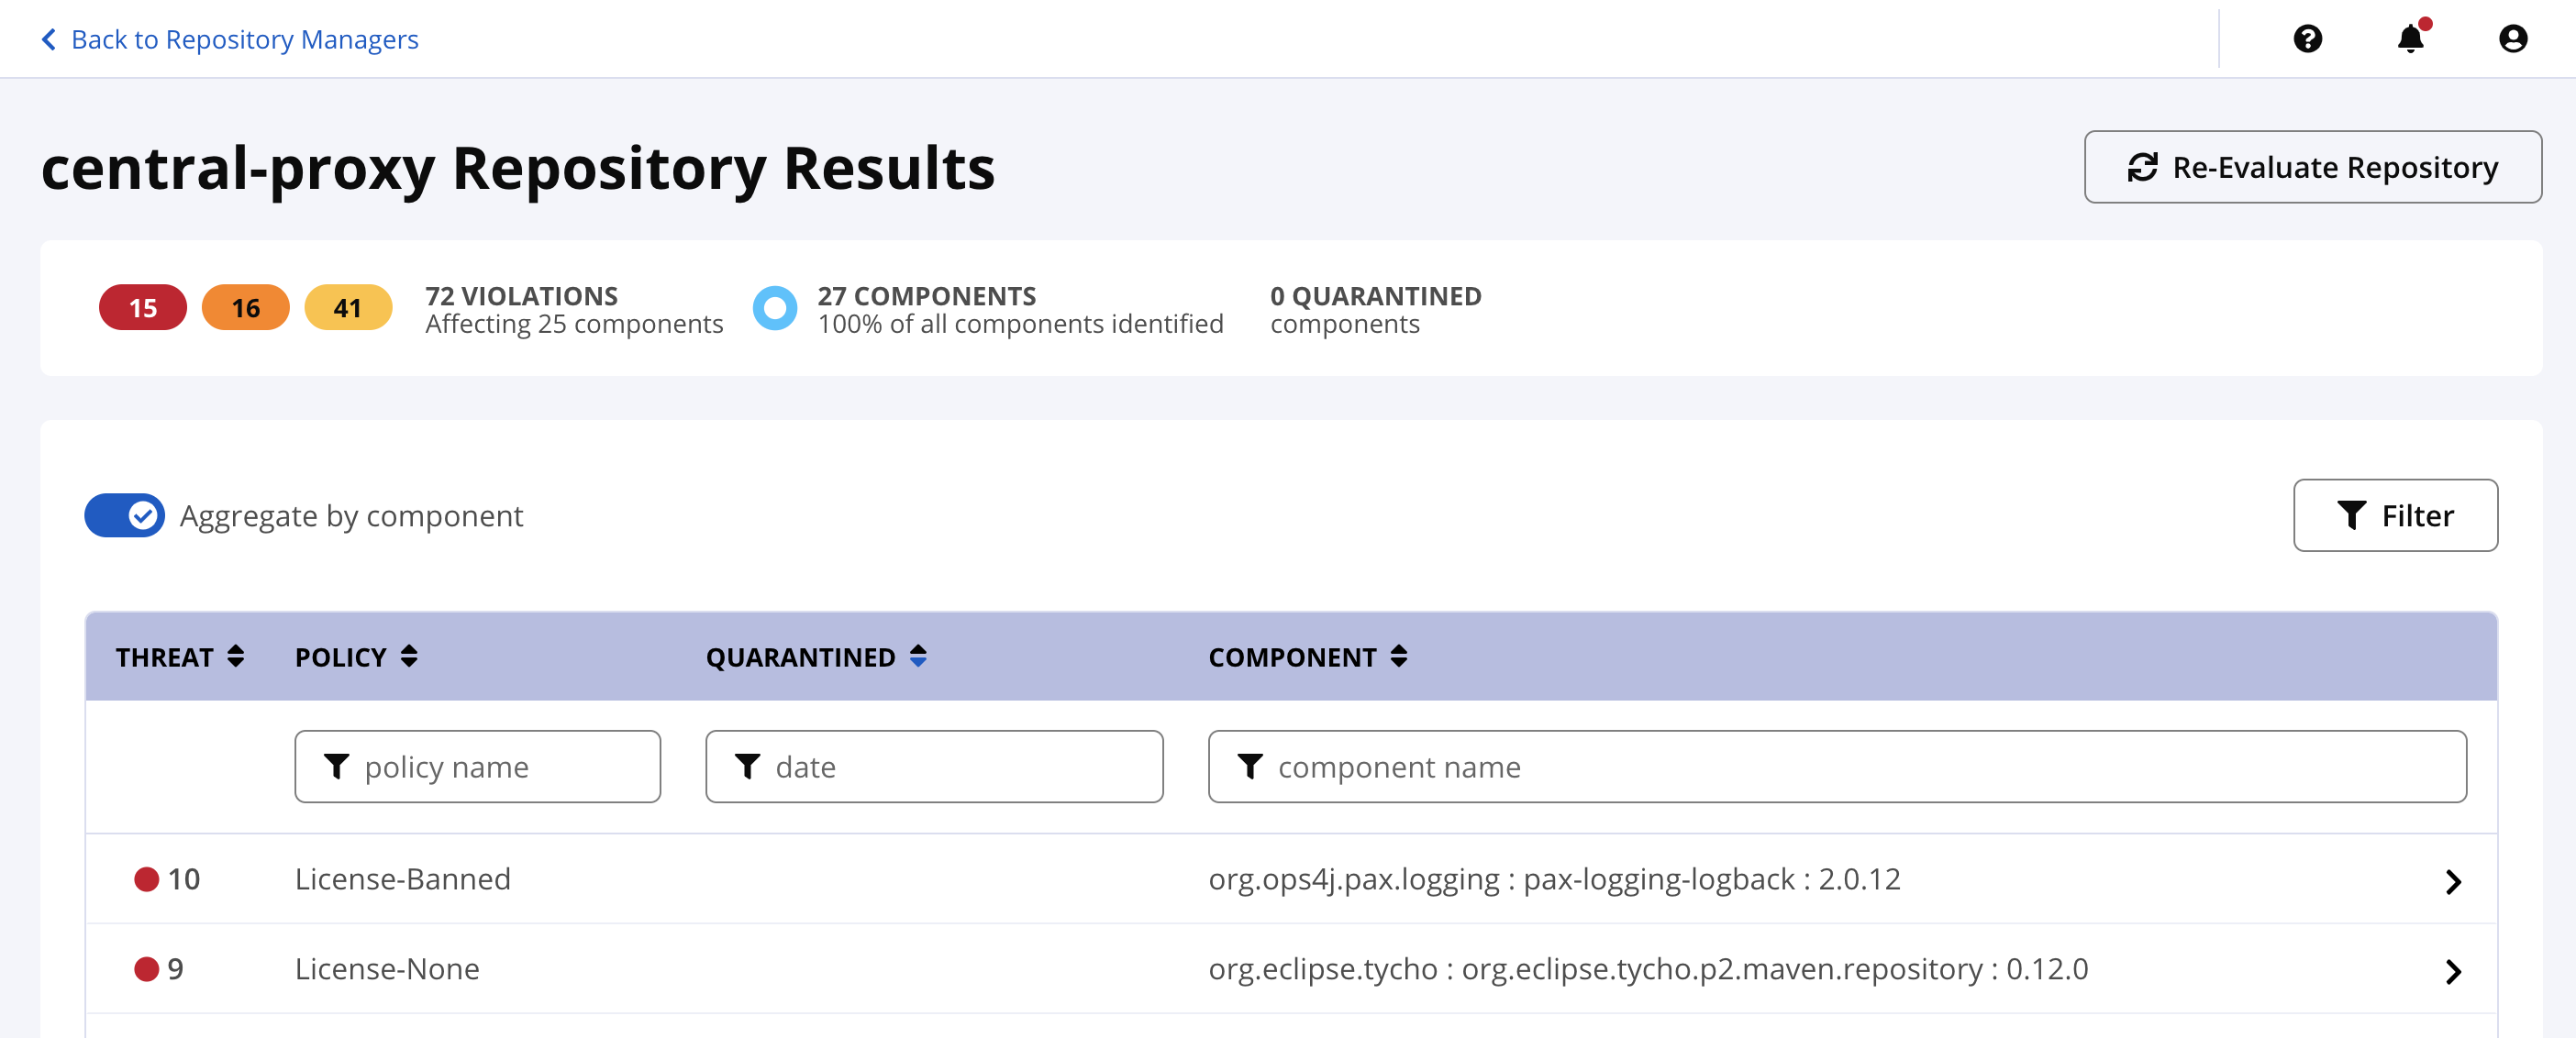 Back to Repository Managers
central-proxy Repository Results
Re-Evaluate Repository
15 16 41
72 VIOLATIONS
Affecting 25 components
27 COMPONENTS
100% of all components identified
0 QUARANTINED
components
Aggregate by component
Filter
THREAT POLICY QUARANTINED COMPONENT
policy name date component name
10 License-Banned org.ops4j.pax.logging : pax-logging-logback : 2.0.12
9 License-None org.eclipse.tycho : org.eclipse.tycho.p2.maven.repository : 0.12.0